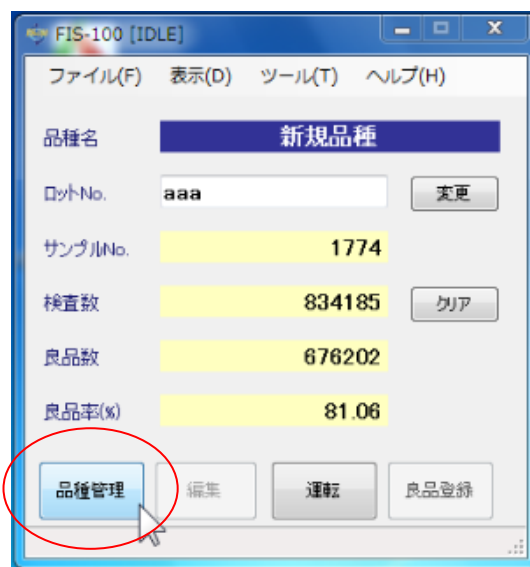 FIS-100 [IDLE]
ファイル(F) 表示(D) ツール(T) ヘルプ(H)
品種名 新規品種
ロットNo. aaa 変更
サンプルNo. 1774
検査数 834185 クリア
良品数 676202
良品率(%) 81.06
品種管理 編集 運転 良品登録